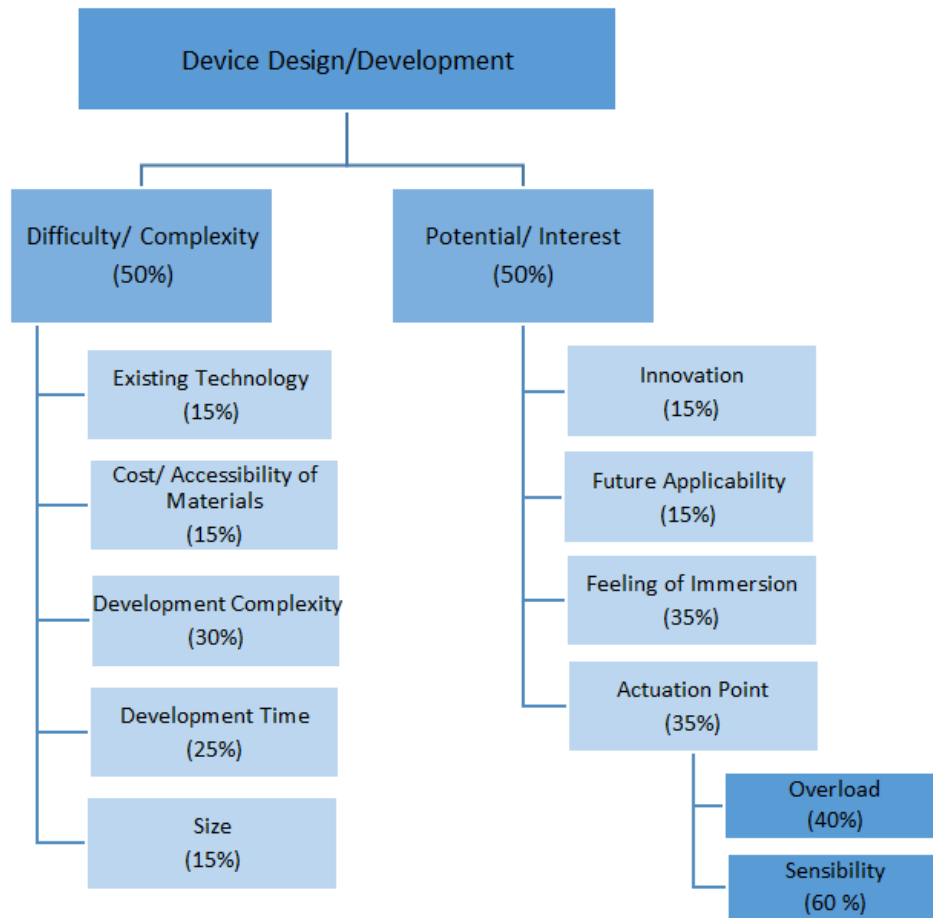 Device Design/Development
Difficulty/ Complexity
(50%)
Potential/ Interest
(50%)
Existing Technology
(15%)
Cost/ Accessibility of
Materials
(15%)
Development Complexity
(30%)
Development Time
(25%)
Size
(15%)
Innovation
(15%)
Future Applicability
(15%)
Feeling of Immersion
(35%)
Actuation Point
(35%)
Overload
(40%)
Sensibility
(60 %)